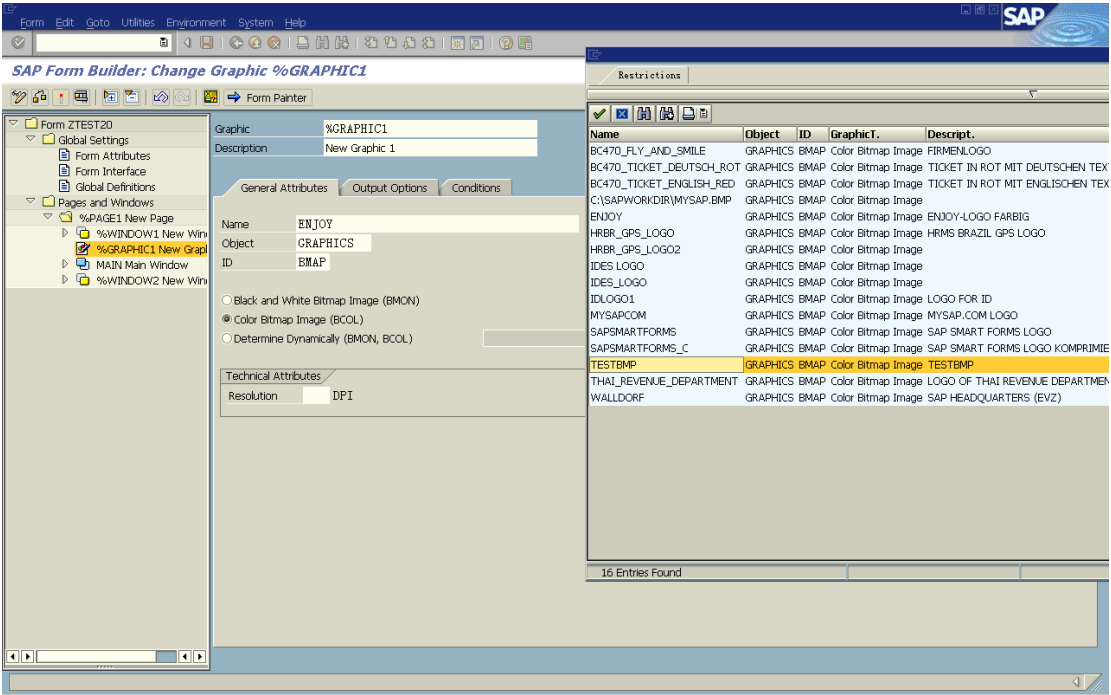 Form Edit Goto Utilities Environment System Help
SAP
SAP Form Builder: Change Graphic %GRAPHIC1
Form Painter
Form ZTEST20
Global Settings
Form Attributes
Form Interface
Global Definitions
Pages and Windows
%PAGE1 New Page
%WINDOW1 New Win
%GRAPHIC1 New Grap
MAIN Main Window
%WINDOW2 New Win
Graphic %GRAPHIC1
Description New Graphic 1
General Attributes Output Options Conditions
Name ENJOY
Object GRAPHICS
ID BMAP
Black and White Bitmap Image (BMON)
Color Bitmap Image (BCOL)
Determine Dynamically (BMON, BCOL)
Technical Attributes
Resolution DPI
Restrictions
Name Object ID GraphicT. Descript.
BC470_FLY_AND_SMILE GRAPHICS BMAP Color Bitmap Image FIRMENLOGO
BC470_TICKET_DEUTSCH_ROT GRAPHICS BMAP Color Bitmap Image TICKET IN ROT MIT DEUTSCHEN TEX
BC470_TICKET_ENGLISH_RED GRAPHICS BMAP Color Bitmap Image TICKET IN ROT MIT ENGLISCHEN TEX
C:\SAPWORKDIR\MYSAP.BMP GRAPHICS BMAP Color Bitmap Image
ENJOY GRAPHICS BMAP Color Bitmap Image ENJOY-LOGO FARBIG
HRBR_GPS_LOGO GRAPHICS BMAP Color Bitmap Image HRMS BRAZIL GPS LOGO
HRBR_GPS_LOGO2 GRAPHICS BMAP Color Bitmap Image
IDES LOGO GRAPHICS BMAP Color Bitmap Image
IDES_LOGO GRAPHICS BMAP Color Bitmap Image
IDLOGO1 GRAPHICS BMAP Color Bitmap Image LOGO FOR ID
MYSAPCOM GRAPHICS BMAP Color Bitmap Image MYSAP.COM LOGO
SAPSMARTFORMS GRAPHICS BMAP Color Bitmap Image SAP SMART FORMS LOGO
SAPSMARTFORMS_C GRAPHICS BMAP Color Bitmap Image SAP SMART FORMS LOGO KOMPRIMIE
TESTBMP GRAPHICS BMAP Color Bitmap Image TESTBMP
THAI_REVENUE_DEPARTMENT GRAPHICS BMAP Color Bitmap Image LOGO OF THAI REVENUE DEPARTMEN
WALLDORF GRAPHICS BMAP Color Bitmap Image SAP HEADQUARTERS (EVZ)
16 Entries Found